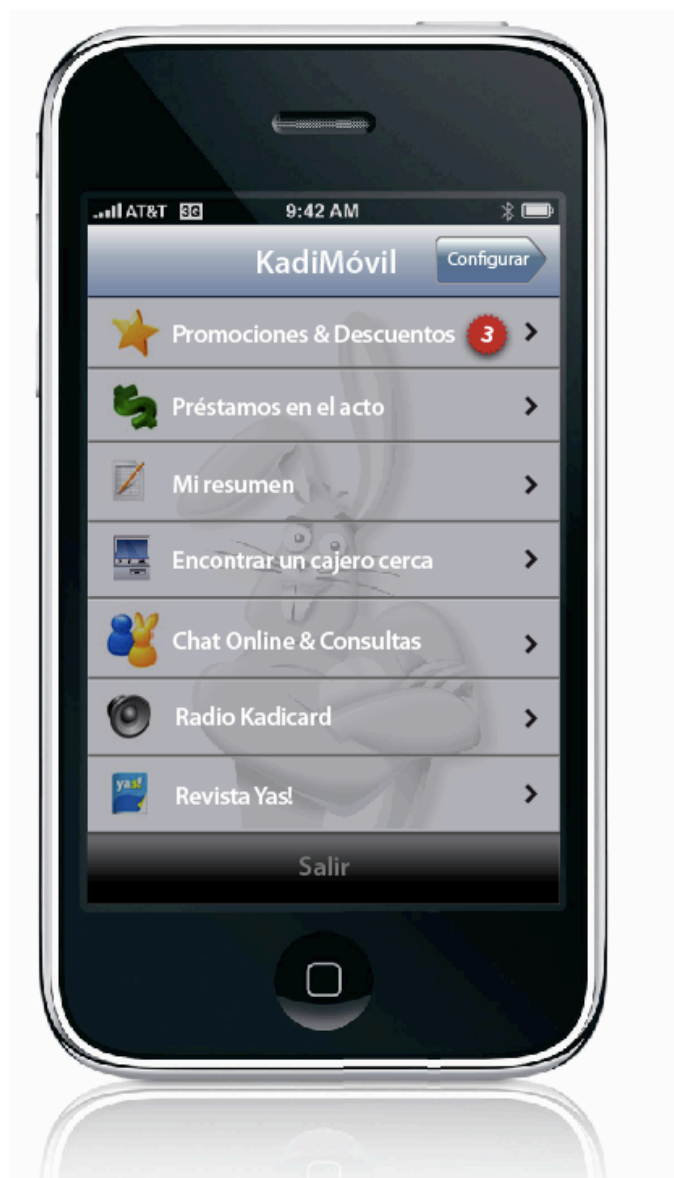 AT&T 3G 9:42 AM
KadiMóvil Configurar
Promociones & Descuentos 3
Préstamos en el acto
Mi resumen
Encontrar un cajero cerca
Chat Online & Consultas
Radio Kadicard
yas! Revista Yas!
Salir